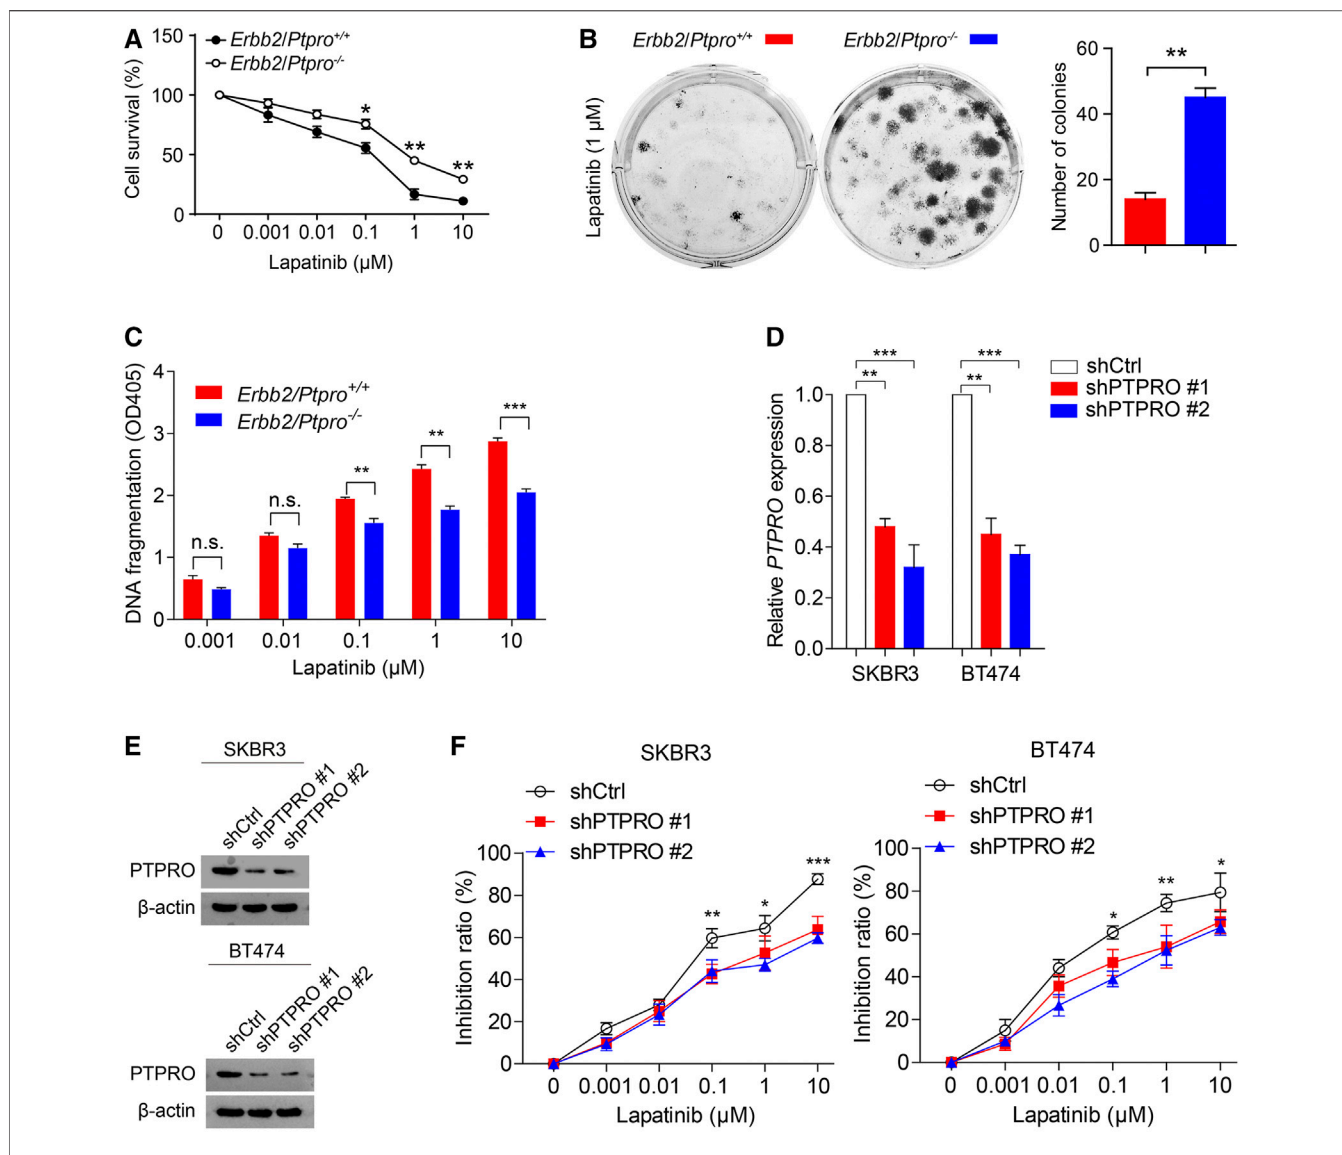 A
150
Erbb2/Ptpro+/+
Erbb2/Ptpro-/-
100
50
0
*
**
**
Cell survival (%)
0 0.001 0.01 0.1 1 10
Lapatinib (µM)
B
Erbb2/Ptpro+/+
Erbb2/Ptpro-/-
Lapatinib (1 µM)
60
40
20
0
**
Number of colonies
C
4
3
2
1
0
Erbb2/Ptpro+/+
Erbb2/Ptpro-/-
DNA fragmentation (OD405)
n.s.
n.s.
**
**
***
0.001 0.01 0.1 1 10
Lapatinib (µM)
D
shCtrl
shPTPRO #1
shPTPRO #2
*** ***
** **
1.0
0.8
0.6
0.4
0.2
0.0
Relative PTPRO expression
SKBR3 BT474
E
SKBR3
shCtrl
shPTPRO #1
shPTPRO #2
PTPRO
β-actin
BT474
shCtrl
shPTPRO #1
shPTPRO #2
PTPRO
β-actin
F
SKBR3
shCtrl
shPTPRO #1
shPTPRO #2
100
80
60
40
20
0
**
*
***
Inhibition ratio (%)
0 0.001 0.01 0.1 1 10
Lapatinib (µM)
BT474
shCtrl
shPTPRO #1
shPTPRO #2
100
80
60
40
20
0
*
**
*
Inhibition ratio (%)
0 0.001 0.01 0.1 1 10
Lapatinib (µM)